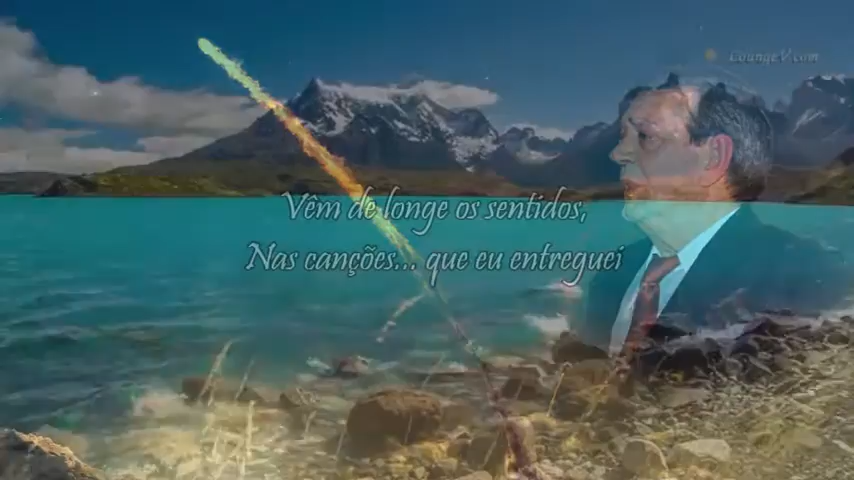 LoungeV.com
Vêm de longe os sentidos,
Nas canções... que eu entreguei